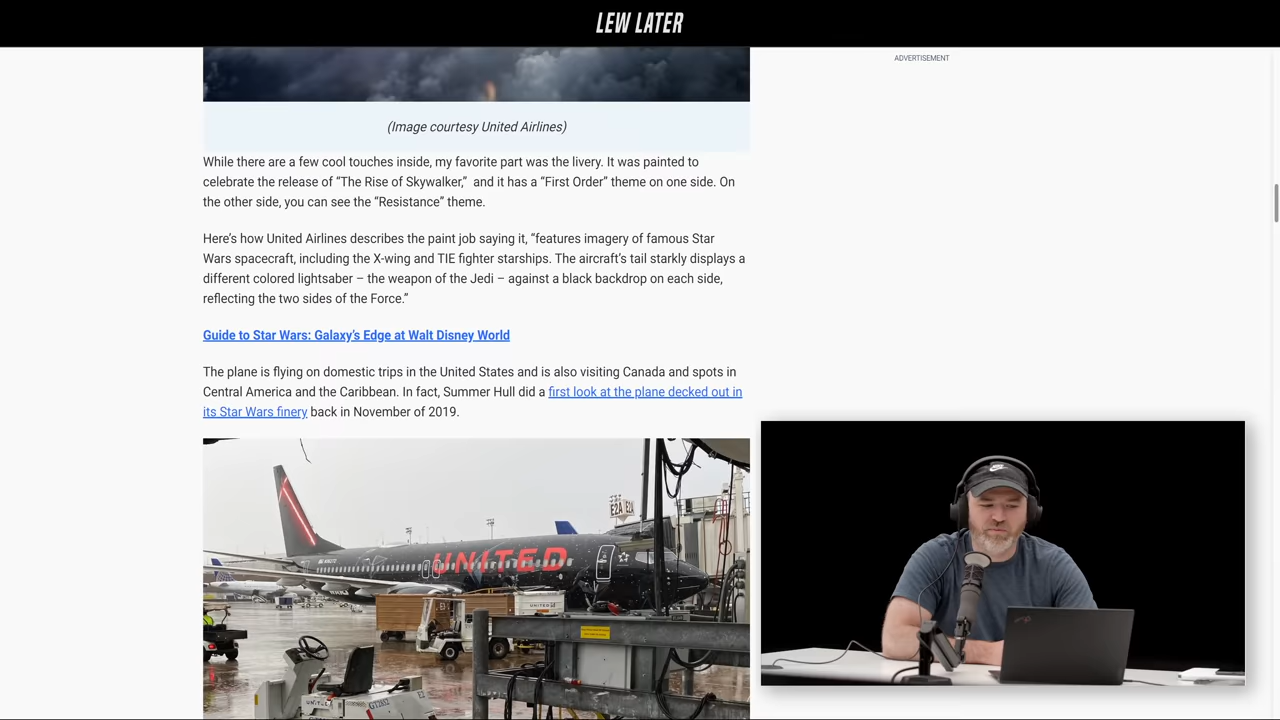 LEW LATER
ADVERTISEMENT
(Image courtesy United Airlines)
While there are a few cool touches inside, my favorite part was the livery. It was painted to
celebrate the release of “The Rise of Skywalker,”  and it has a “First Order” theme on one side. On
the other side, you can see the “Resistance” theme.
Here’s how United Airlines describes the paint job saying it, “features imagery of famous Star
Wars spacecraft, including the X-wing and TIE fighter starships. The aircraft’s tail starkly displays a
different colored lightsaber – the weapon of the Jedi – against a black backdrop on each side,
reflecting the two sides of the Force.”
Guide to Star Wars: Galaxy’s Edge at Walt Disney World
The plane is flying on domestic trips in the United States and is also visiting Canada and spots in
Central America and the Caribbean. In fact, Summer Hull did a first look at the plane decked out in
its Star Wars finery back in November of 2019.
UNITED
UNITED